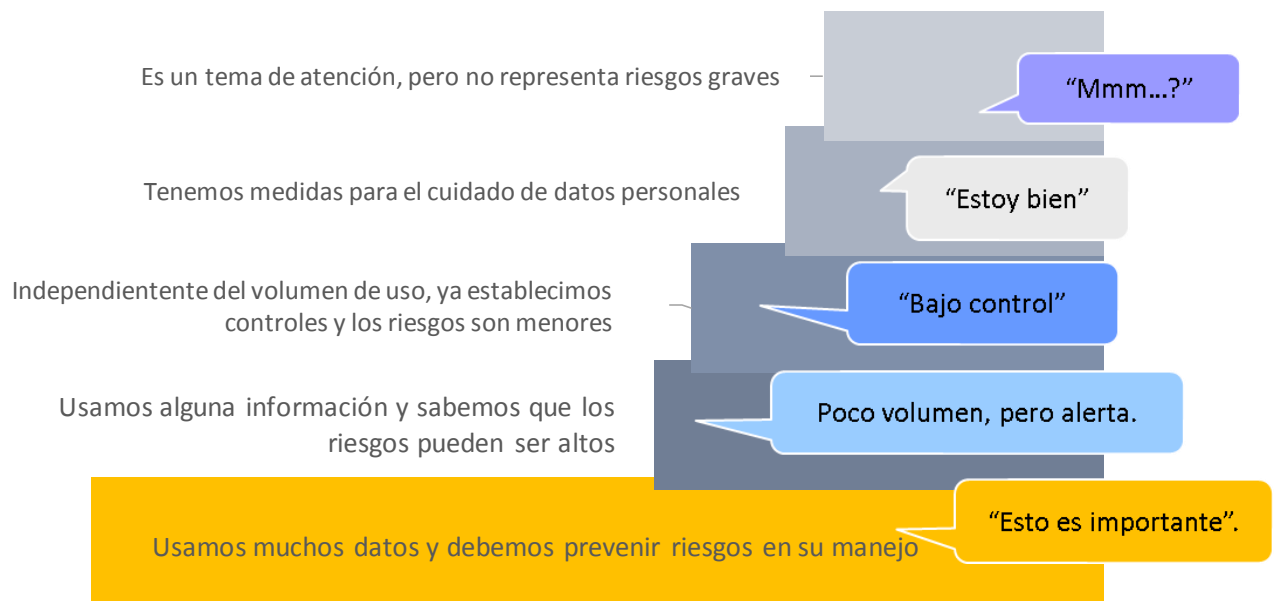 Es un tema de atención, pero no representa riesgos graves
“Mmm...?”
Tenemos medidas para el cuidado de datos personales
“Estoy bien”
Independientente del volumen de uso, ya establecimos
controles y los riesgos son menores
“Bajo control”
Usamos alguna información y sabemos que los
riesgos pueden ser altos
Poco volumen, pero alerta.
Usamos muchos datos y debemos prevenir riesgos en su manejo
“Esto es importante”.